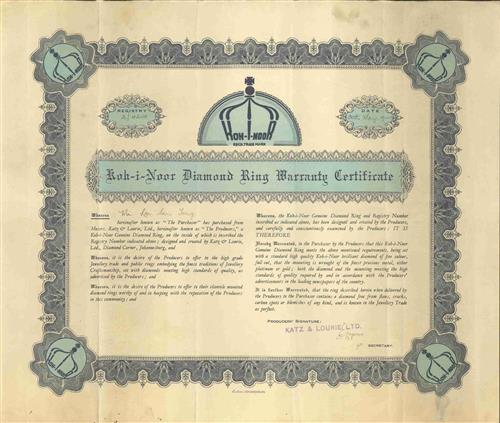 REGISTRY
DATE
KOH-I-NOOR
REGD. TRADE MARK
Koh-i-Noor Diamond Ring Warranty Certificate
Whereas
hereinafter known as "The Purchaser" has purchased from
Messrs. Katz & Lourie, Ltd., hereinafter known as "The Producers," a
Koh-i-Noor Genuine Diamond Ring, on the inside of which is inscribed the
Registry Number indicated above; designed and created by Katz & Lourie,
Ltd., Diamond Corner, Johannesburg; and
Whereas, it is the desire of the Producers to offer to the high grade
Jewellery trade and public rings embodying the finest traditions of Jewellery
Craftsmanship, set with diamonds meeting high standards of quality, as
advertised by the Producers; and
Whereas, it is the desire of the Producers to offer to their clientele mounted
diamond rings worthy of and in keeping with the reputation of the Producers
in this community; and
Whereas, the Koh-i-Noor Genuine Diamond Ring and Registry Number
inscribed as indicated above, has been designed and created by the Producers,
and carefully and conscientiously examined by the Producers; IT IS
THEREFORE
Hereby Warranted, to the Purchaser by the Producers that this Koh-i-Noor
Genuine Diamond Ring meets the above mentioned requirements, being set
with a standard high quality Koh-i-Noor brilliant diamond of fine colour,
full cut, that the mounting is wrought of the finest precious metal, either
platinum or gold; both the diamond and the mounting meeting the high
standards of quality required by and in accordance with the Producers'
advertisements in the leading newspapers of the country.
It is further Warranted, that the ring described herein when delivered by
the Producers to the Purchaser contains a diamond free from flaws, cracks,
carbon spots or blemishes of any kind, and is known in the Jewellery Trade
as perfect.
PRODUCERS' SIGNATURE:
KATZ & LOURIE, LTD.
SECRETARY.